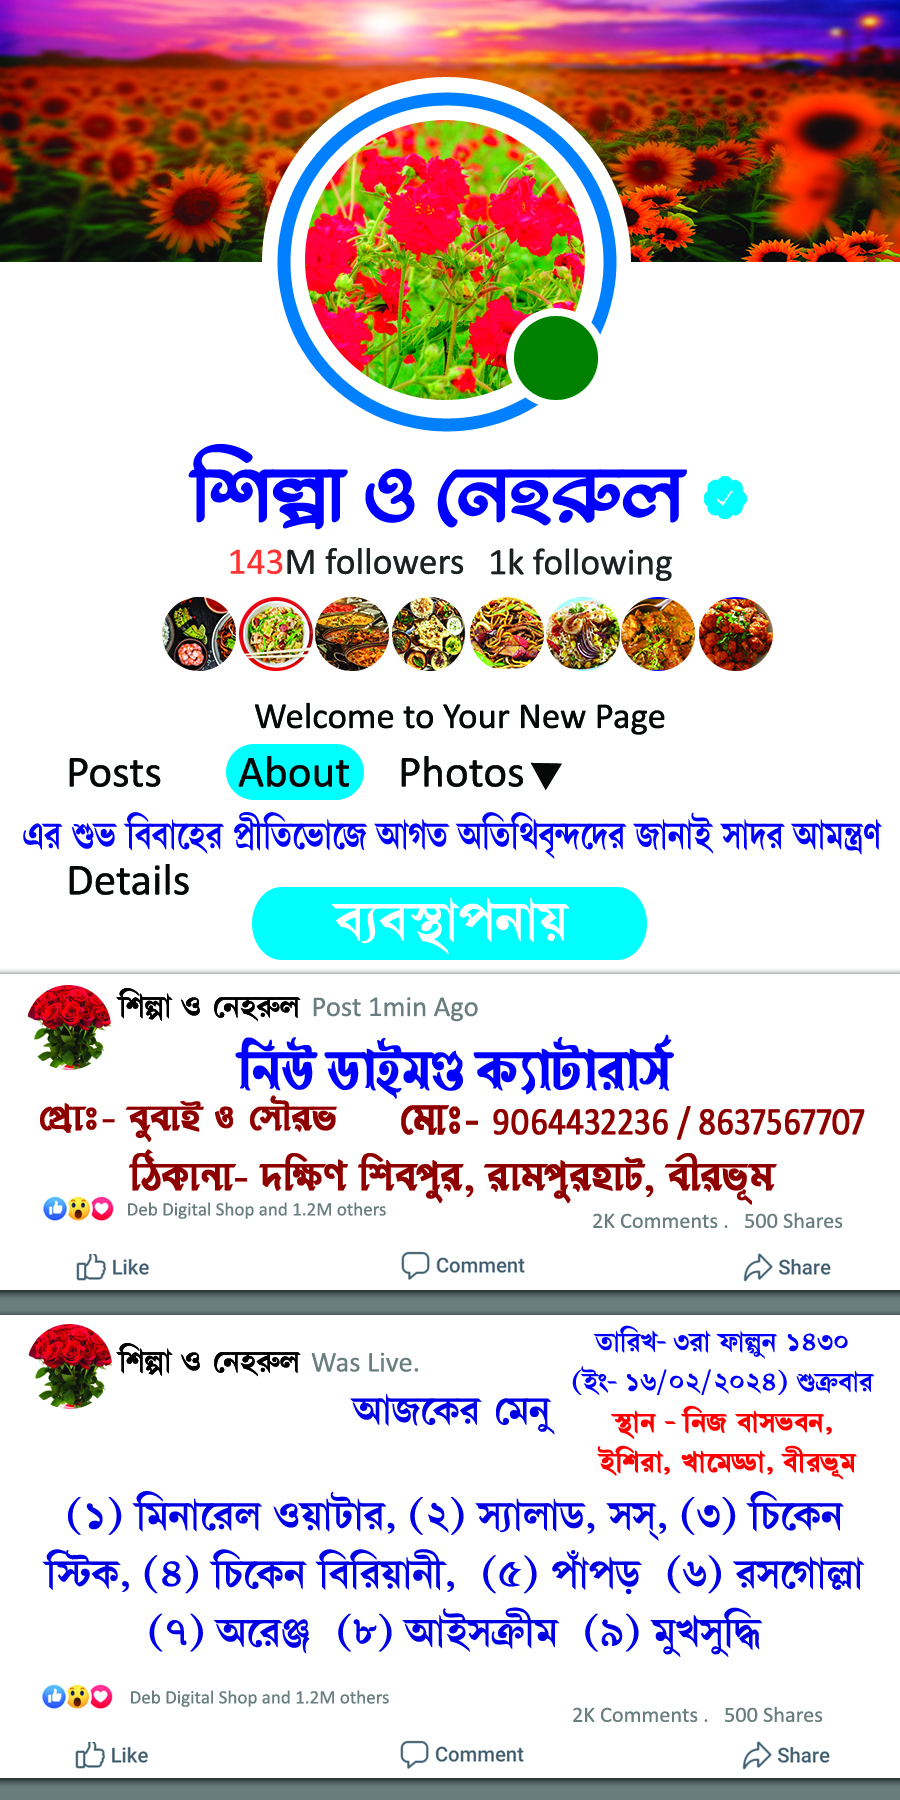 শিল্পা ও নেহরুল
143M followers 1k following
Welcome to Your New Page
Posts About Photos
এর শুভ বিবাহের প্রীতিভোজে আগত অতিথিবৃন্দদের জানাই সাদর আমন্ত্রণ
Details
ব্যবস্থাপনায়
শিল্পা ও নেহরুল Post 1min Ago
নিউ ডাইমণ্ড ক্যাটারার্স
প্রোঃ- বুবাই ও সৌরভ মোঃ- 9064432236 / 8637567707
ঠিকানা- দক্ষিণ শিবপুর, রামপুরহাট, বীরভূম
Deb Digital Shop and 1.2M others
2K Comments . 500 Shares
Like Comment Share
শিল্পা ও নেহরুল Was Live.
তারিখ- ৩রা ফাল্গুন ১৪৩০
(ইং- ১৬/০২/২০২৪) শুক্রবার
স্থান - নিজ বাসভবন,
ইশিরা, খামেড্ডা, বীরভূম
আজকের মেনু
(১) মিনারেল ওয়াটার, (২) স্যালাড, সস্, (৩) চিকেন
স্টিক, (৪) চিকেন বিরিয়ানী, (৫) পাঁপড় (৬) রসগোল্লা
(৭) অরেঞ্জ (৮) আইসক্রীম (৯) মুখসুদ্ধি
Deb Digital Shop and 1.2M others
2K Comments . 500 Shares
Like Comment Share